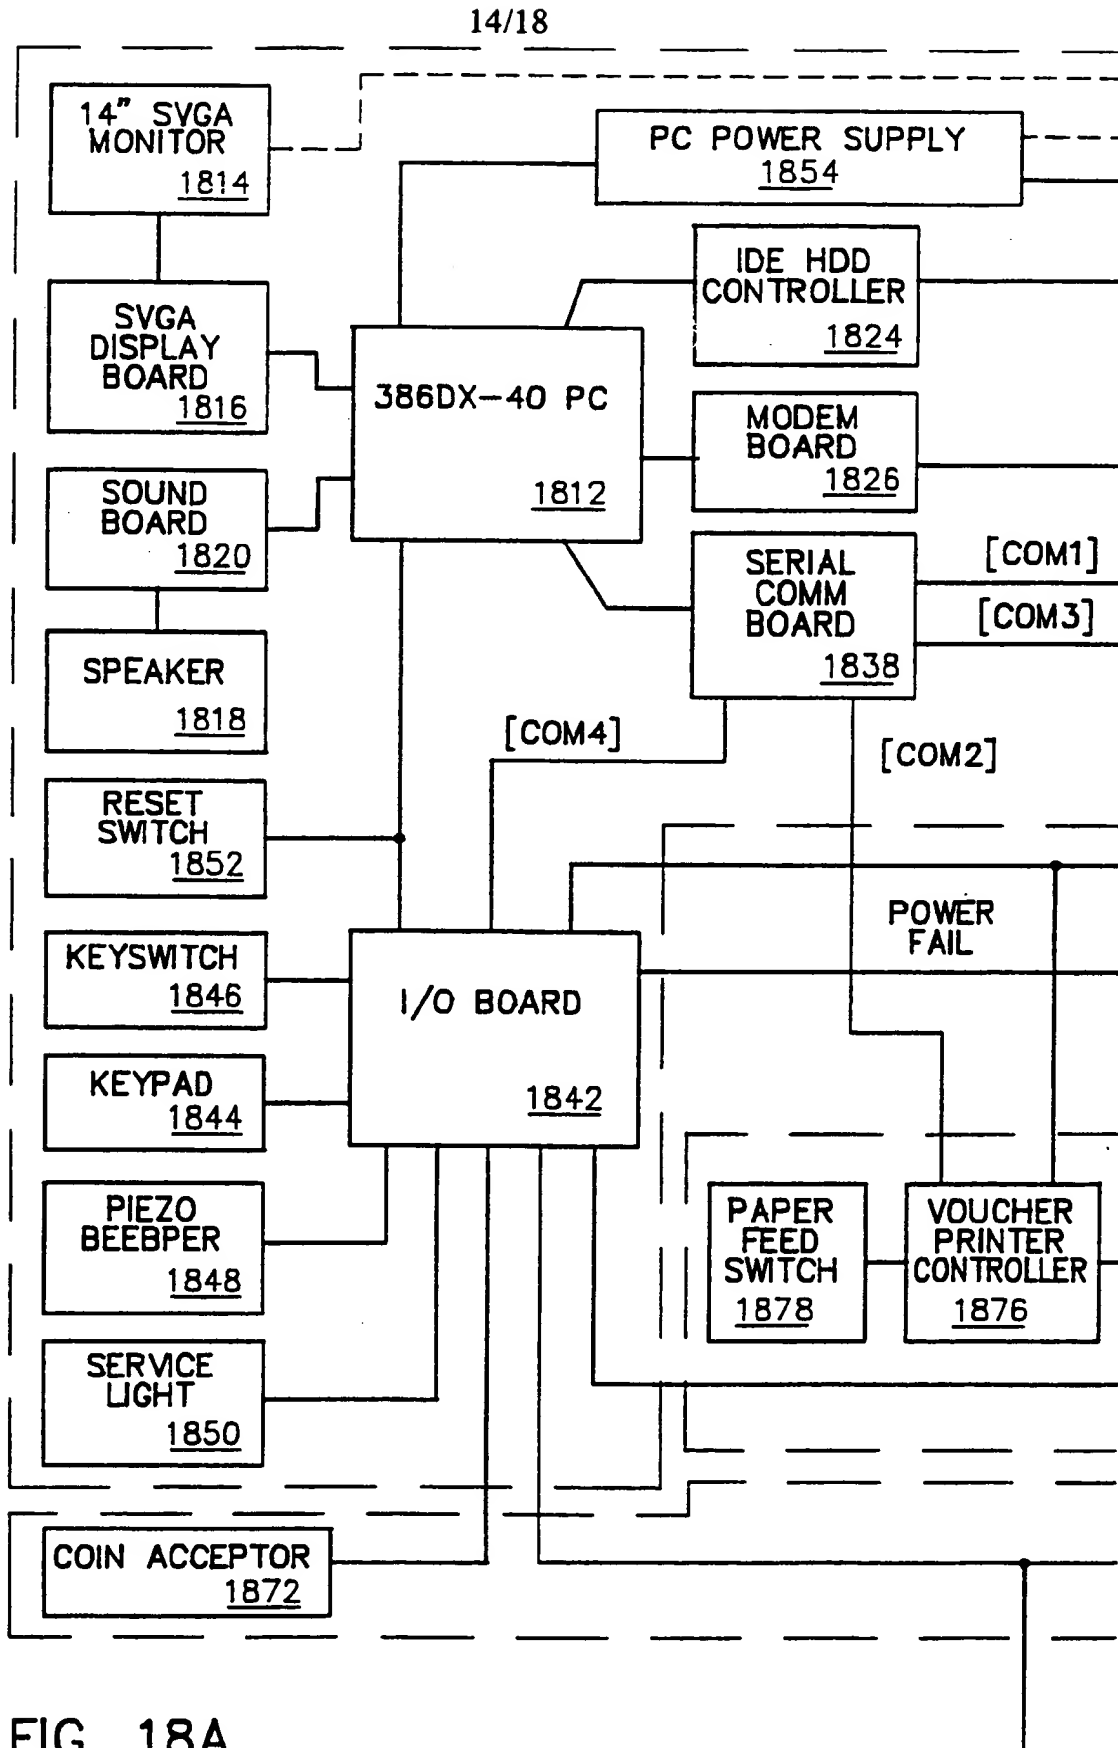 14/18
14" SVGA
MONITOR
1814
PC POWER SUPPLY
1854
IDE HDD
CONTROLLER
1824
SVGA
DISPLAY
BOARD
1816
386DX-40 PC
1812
MODEM
BOARD
1826
SOUND
BOARD
1820
SERIAL
COMM
BOARD
1838
[COM1]
[COM3]
SPEAKER
1818
[COM4]
[COM2]
RESET
SWITCH
1852
POWER
FAIL
KEYSWITCH
1846
I/O BOARD
1842
KEYPAD
1844
PIEZO
BEEBPER
1848
PAPER
FEED
SWITCH
1878
VOUCHER
PRINTER
CONTROLLER
1876
SERVICE
LIGHT
1850
COIN ACCEPTOR
1872
FIG. 18A